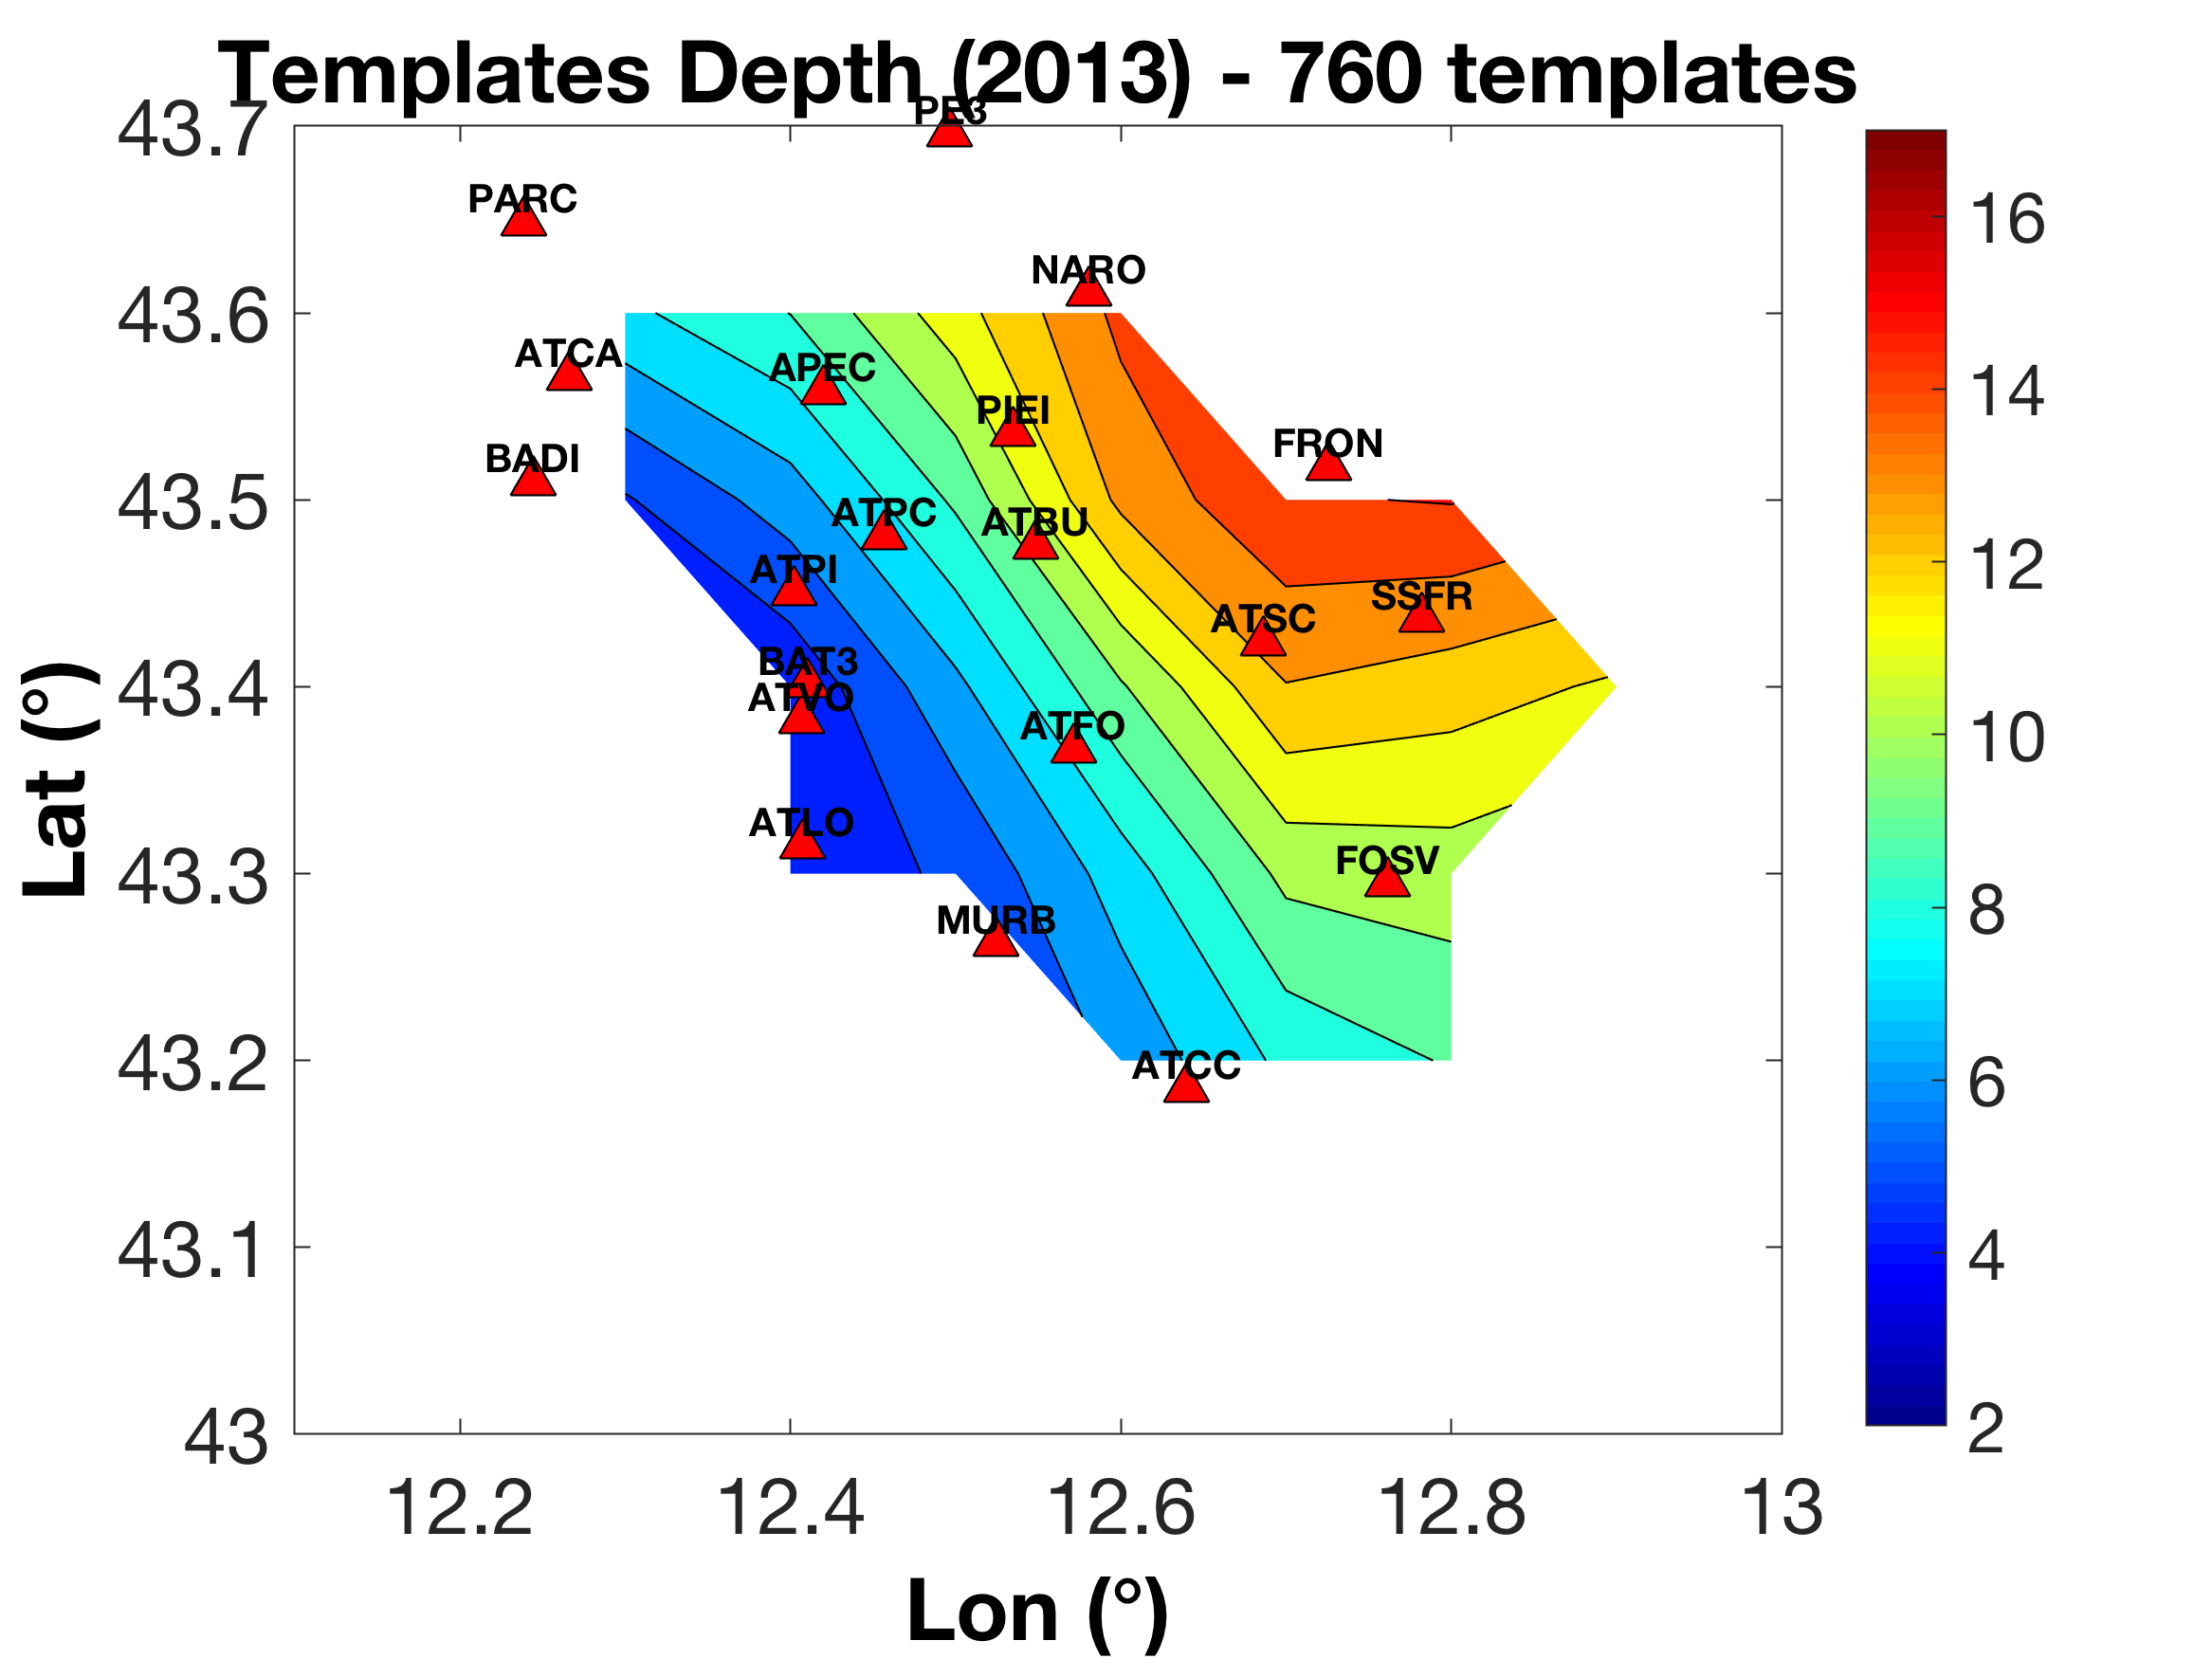 Templates Depth (2013) - 760 templates
PE3
43.7
PARC
NARO
43.6
ATCA
APEC
PIEI
FRON
BADI
43.5
ATPC
ATBU
ATPI
SSFR
ATSC
BAT3
43.4
ATVO
ATFO
ATLO
FOSV
43.3
MURB
43.2
ATCC
43.1
43
Lat (°)
12.2
12.4
12.6
12.8
13
Lon (°)
16
14
12
10
8
6
4
2